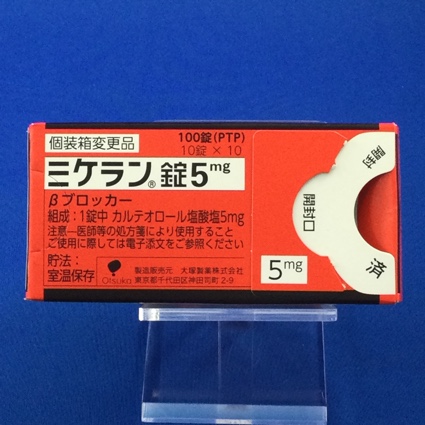 個装箱変更品
100錠(PTP)
10錠 × 10
ミケラン®錠5mg
βブロッカー
組成：1錠中 カルテオロール塩酸塩5mg
注意―医師等の処方箋により使用すること
ご使用に際しては電子添文をご参照ください
貯法：
室温保存
Otsuka
製造販売元 大塚製薬株式会社
東京都千代田区神田司町2-9
開封
開封口
済
5mg